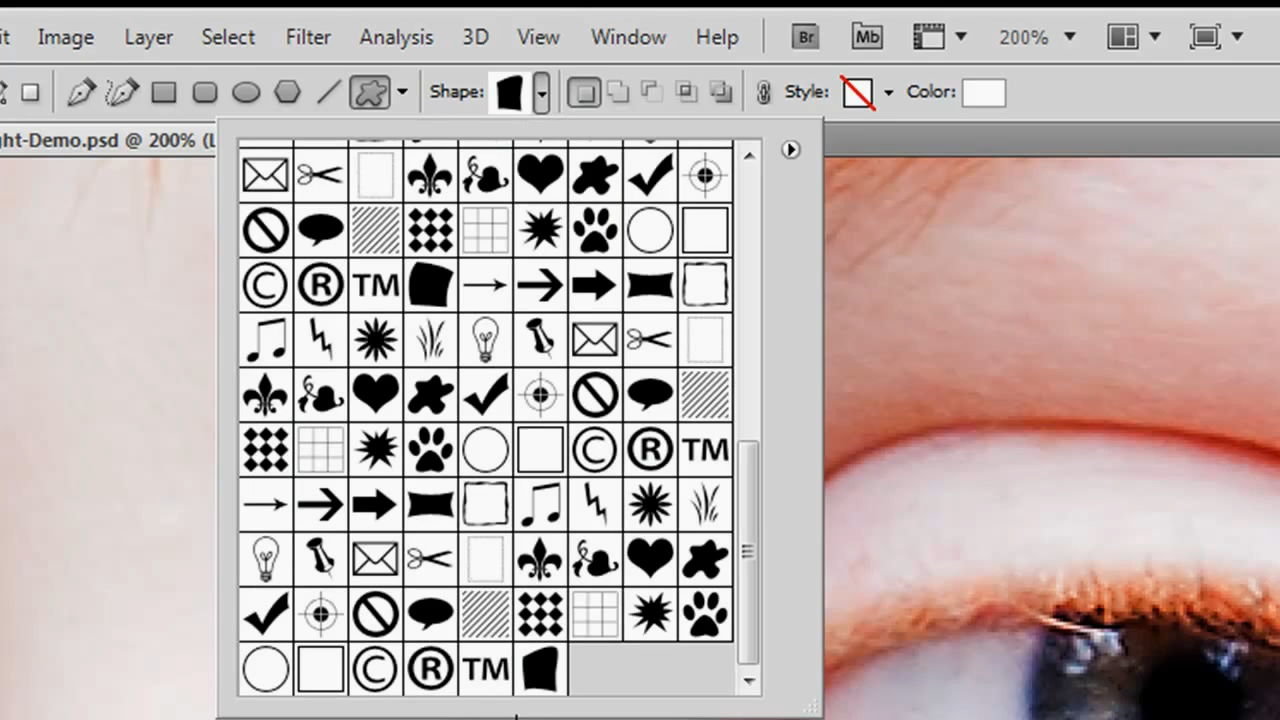 Image Layer Select Filter Analysis 3D View Window Help Br Mb 200%
Shape: Style: Color:
ght-Demo.psd @ 200% (L
© ® TM
© ® TM
© ® TM